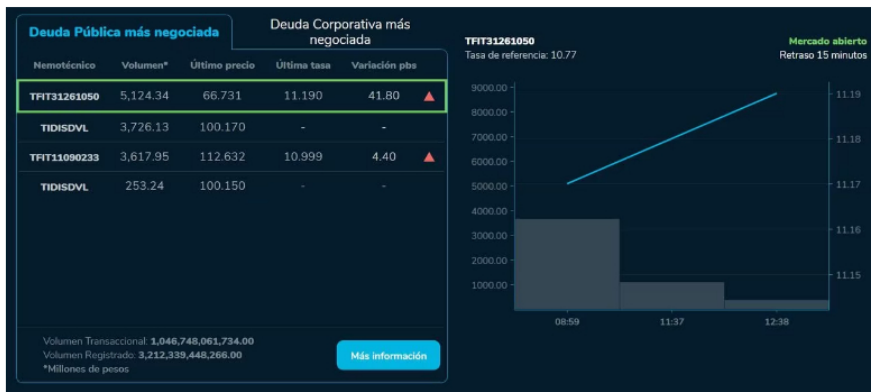 Deuda Pública más negociada
Deuda Corporativa más
negociada
Nemotécnico Volumen* Último precio Última tasa Variación pbs
TFIT31261050 5,124.34 66.731 11.190 41.80 ▲
TIDISDVL 3,726.13 100.170 - -
TFIT11090233 3,617.95 112.632 10.999 4.40 ▲
TIDISDVL 253.24 100.150 - -
Volumen Transaccional: 1,046,748,061,734.00
Volumen Registrado: 3,212,339,448,266.00
*Millones de pesos
Más información
TFIT31261050 Mercado abierto
Tasa de referencia: 10.77 Retraso 15 minutos
9000.00
8000.00
7000.00
6000.00
5000.00
4000.00
3000.00
2000.00
1000.00
11.19
11.18
11.17
11.16
11.15
08:59 11:37 12:38